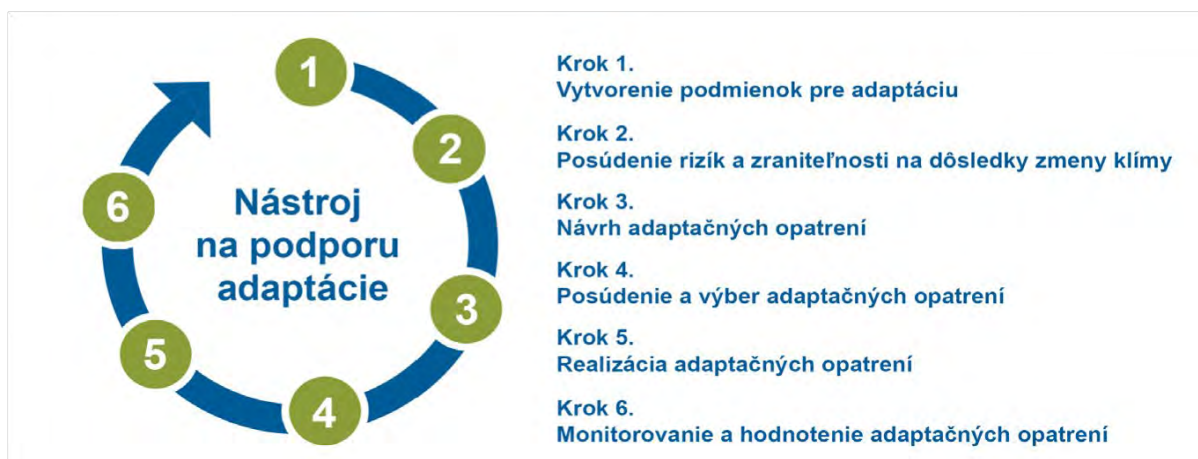 1
2
3
4
5
6
Nástroj
na podporu
adaptácie
Krok 1.
Vytvorenie podmienok pre adaptáciu
Krok 2.
Posúdenie rizík a zraniteľnosti na dôsledky zmeny klímy
Krok 3.
Návrh adaptačných opatrení
Krok 4.
Posúdenie a výber adaptačných opatrení
Krok 5.
Realizácia adaptačných opatrení
Krok 6.
Monitorovanie a hodnotenie adaptačných opatrení